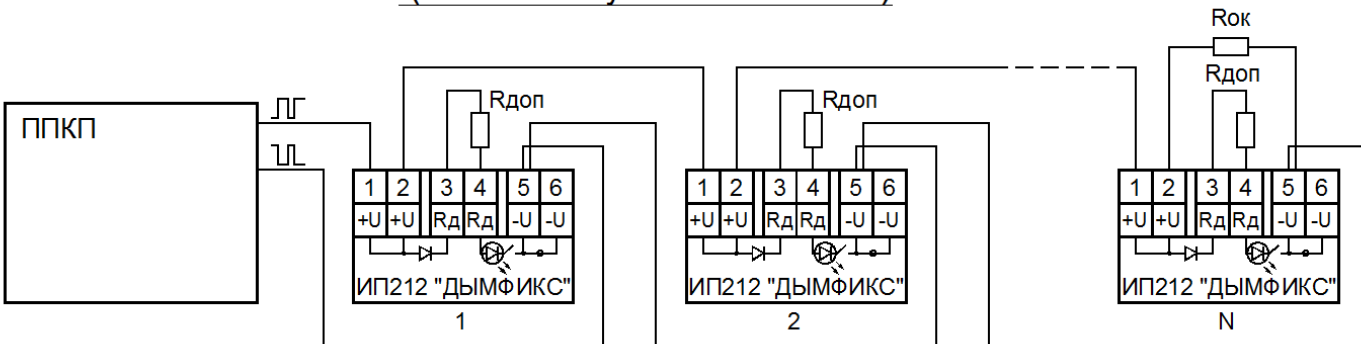 Rок
Rдоп
Rдоп
Rдоп
ППКП
1 2 3 4 5 6
+U +U Rд Rд -U -U
ИП212 "ДЫМФИКС"
1
1 2 3 4 5 6
+U +U Rд Rд -U -U
ИП212 "ДЫМФИКС"
2
1 2 3 4 5 6
+U +U Rд Rд -U -U
ИП212 "ДЫМФИКС"
N